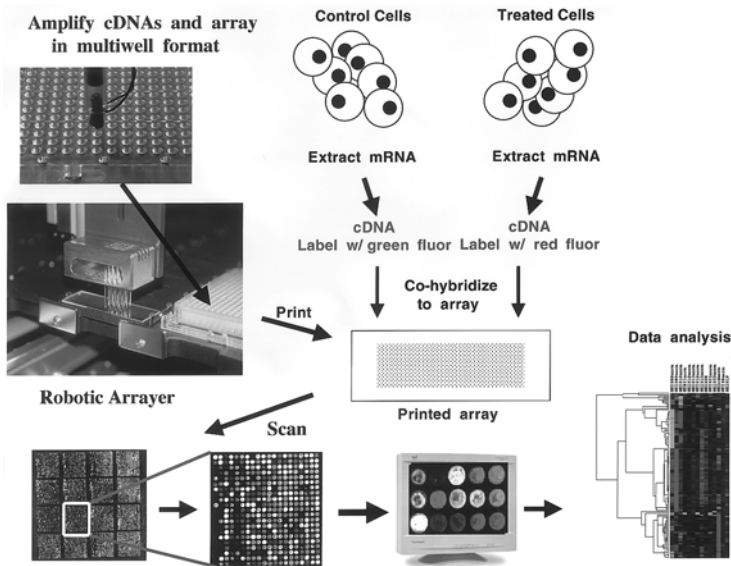 Amplify cDNAs and array
in multiwell format
Control Cells
Treated Cells
Extract mRNA
Extract mRNA
cDNA
Label w/ green fluor
cDNA
Label w/ red fluor
Co-hybridize
to array
Print
Robotic Arrayer
Printed array
Data analysis
Scan